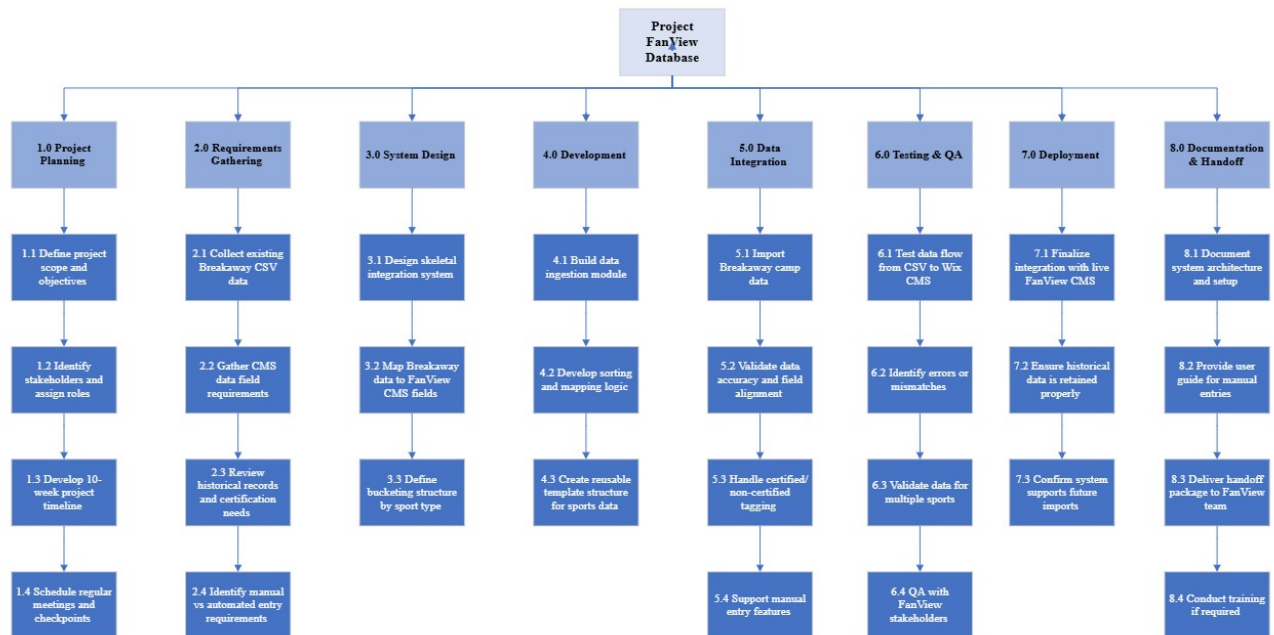 Project
FanView
Database
1.0 Project
Planning
2.0 Requirements
Gathering
3.0 System Design
4.0 Development
5.0 Data
Integration
6.0 Testing & QA
7.0 Deployment
8.0 Documentation
& Handoff
1.1 Define project
scope and
objectives
2.1 Collect existing
Breakaway CSV
data
3.1 Design skeletal
integration system
4.1 Build data
ingestion module
5.1 Import
Breakaway camp
data
6.1 Test data flow
from CSV to Wix
CMS
7.1 Finalize
integration with live
FanView CMS
8.1 Document
system architecture
and setup
1.2 Identify
stakeholders and
assign roles
2.2 Gather CMS
data field
requirements
3.2 Map Breakaway
data to FanView
CMS fields
4.2 Develop sorting
and mapping logic
5.2 Validate data
accuracy and field
alignment
6.2 Identify errors or
mismatches
7.2 Ensure historical
data is retained
properly
8.2 Provide user
guide for manual
entries
1.3 Develop 10-
week project
timeline
2.3 Review
historical records
and certification
needs
3.3 Define
bucketing structure
by sport type
4.3 Create reusable
template structure
for sports data
5.3 Handle certified/
non-certified
tagging
6.3 Validate data for
multiple sports
7.3 Confirm system
supports future
imports
8.3 Deliver handoff
package to FanView
team
1.4 Schedule regular
meetings and
checkpoints
2.4 Identify manual
vs automated entry
requirements
5.4 Support manual
entry features
6.4 QA with
FanView
stakeholders
8.4 Conduct training
if required